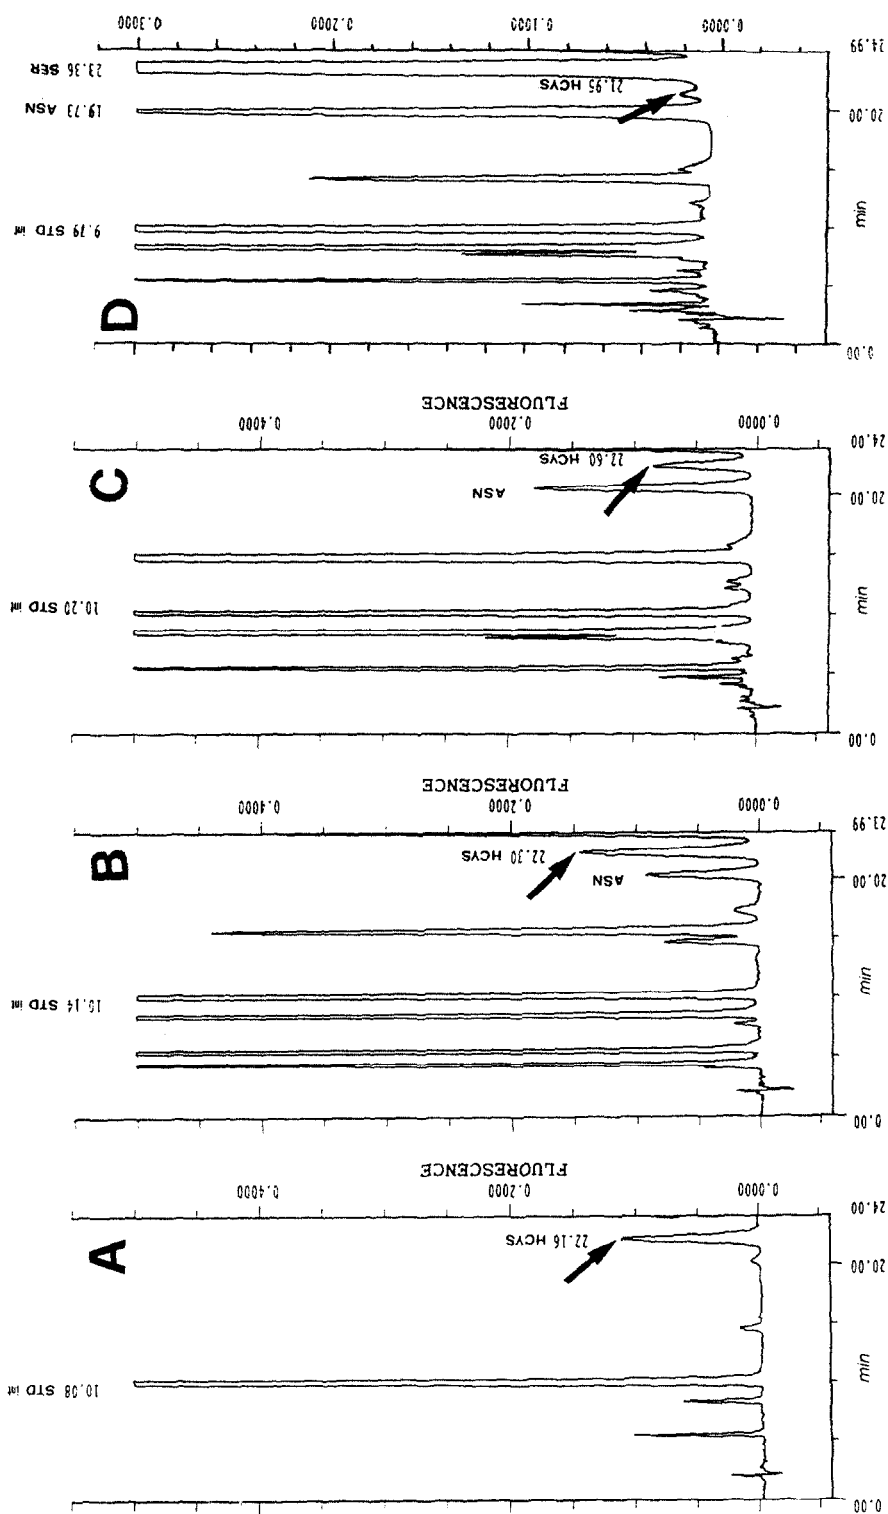 A
0.4000
0.2000
0.0000
FLUORESCENCE
10.08 STD int
22.16 HCYS
0.00
min
20.00
24.00
B
0.4000
0.2000
0.0000
FLUORESCENCE
10.14 STD int
ASN
22.30 HCYS
0.00
min
20.00
23.99
C
0.4000
0.2000
0.0000
FLUORESCENCE
10.20 STD int
ASN
22.60 HCYS
0.00
min
20.00
24.00
D
0.3000
0.2000
0.1000
0.0000
9.79 STD int
19.73 ASN
21.95 HCYS
23.36 SER
0.00
min
20.00
24.99